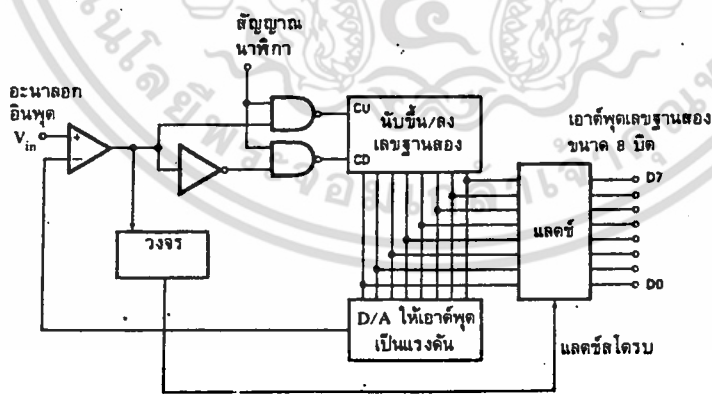 สัญญาณ
นาฬิกา
อะนาลอก
อินพุต
V_in
+
−
CU
CD
นับขึ้น/ลง
เลขฐานสอง
เอาต์พุตเลขฐานสอง
ขนาด 8 บิต
D7
แลตช์
D0
วงจร
D/A ให้เอาต์พุต
เป็นแรงดัน
แลตช์สโตรบ